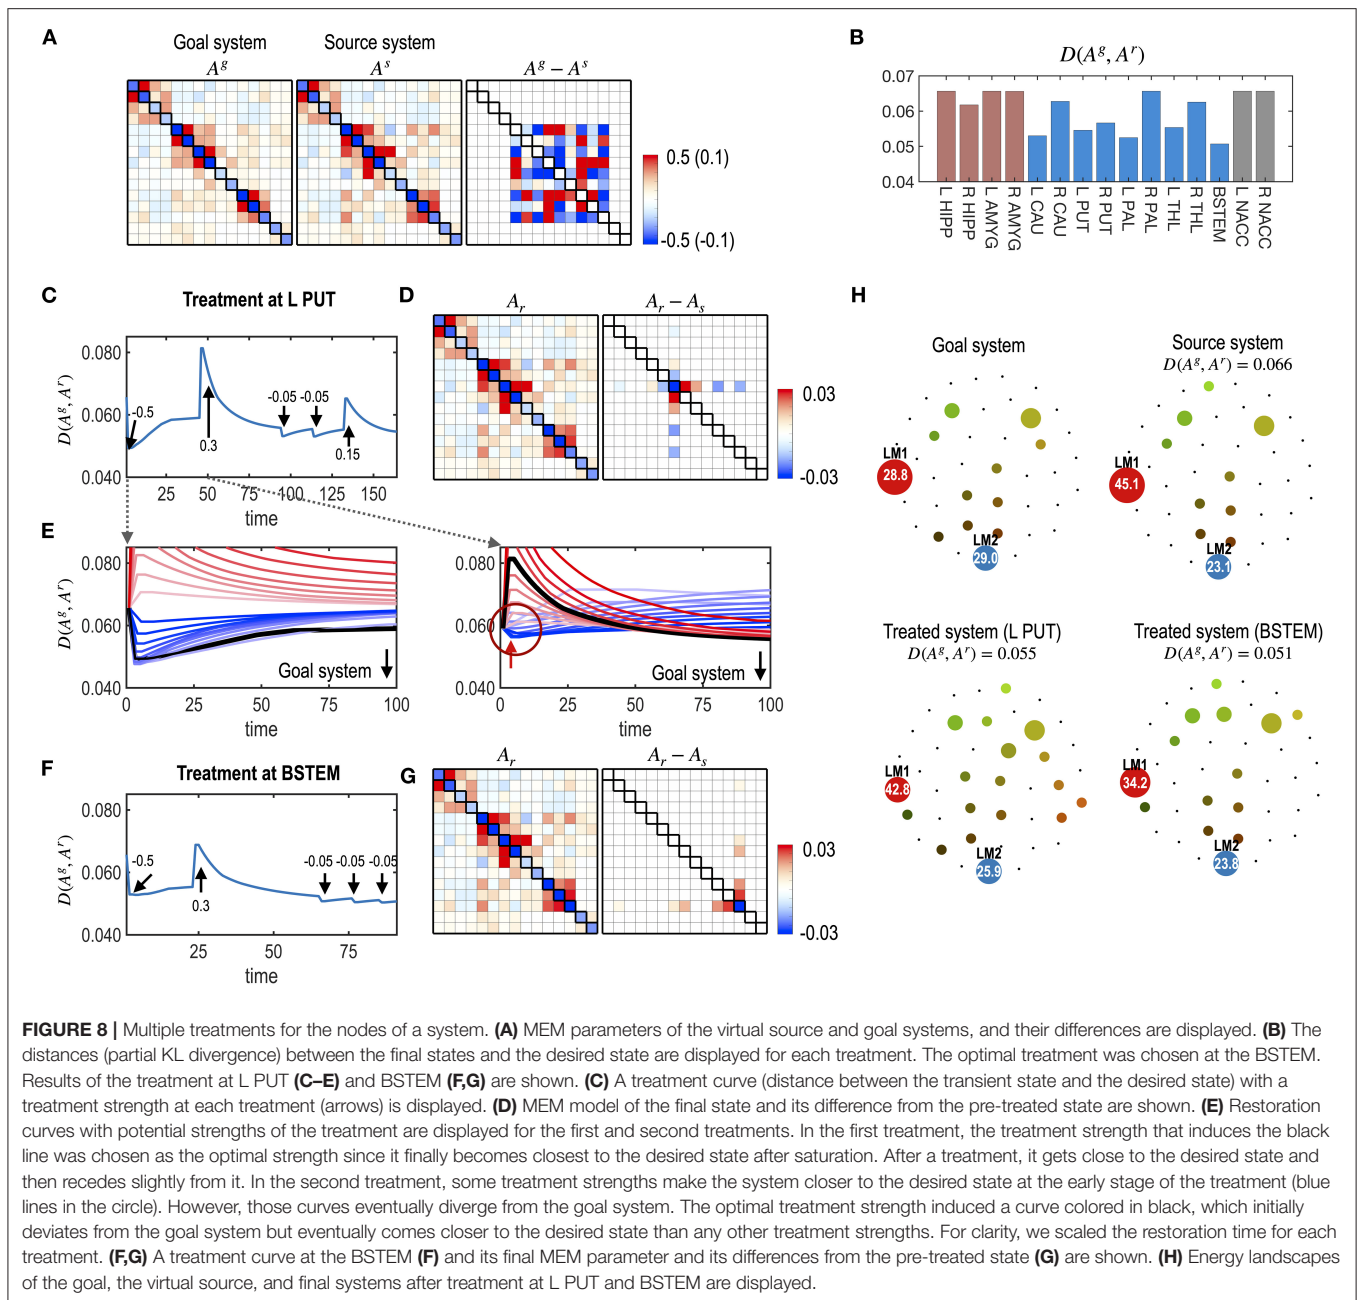 A
Goal system
Source system
A^g
A^s
A^g − A^s
0.5 (0.1)
-0.5 (-0.1)
B
D(A^g, A^r)
0.07
0.06
0.05
0.04
L HIPP
R HIPP
L AMYG
R AMYG
L CAU
R CAU
L PUT
R PUT
L PAL
R PAL
L THL
R THL
BSTEM
L NACC
R NACC
C
Treatment at L PUT
D(A^g, A^r)
0.080
0.060
0.040
-0.5
0.3
-0.05
-0.05
0.15
25 50 75 100 125 150
time
D
A_r
A_r − A_s
0.03
-0.03
E
D(A^g, A^r)
0.080
0.060
0.040
Goal system
0 25 50 75 100
time
0.080
0.060
0.040
Goal system
0 25 50 75 100
time
F
Treatment at BSTEM
D(A^g, A^r)
0.080
0.060
0.040
-0.5
0.3
-0.05 -0.05 -0.05
25 50 75
time
G
A_r
A_r − A_s
0.03
-0.03
H
Goal system
LM1
28.8
LM2
29.0
Source system
D(A^g, A^r) = 0.066
LM1
45.1
LM2
23.1
Treated system (L PUT)
D(A^g, A^r) = 0.055
LM1
42.8
LM2
25.9
Treated system (BSTEM)
D(A^g, A^r) = 0.051
LM1
34.2
LM2
23.8
FIGURE 8 | Multiple treatments for the nodes of a system. (A) MEM parameters of the virtual source and goal systems, and their differences are displayed. (B) The
distances (partial KL divergence) between the final states and the desired state are displayed for each treatment. The optimal treatment was chosen at the BSTEM.
Results of the treatment at L PUT (C–E) and BSTEM (F,G) are shown. (C) A treatment curve (distance between the transient state and the desired state) with a
treatment strength at each treatment (arrows) is displayed. (D) MEM model of the final state and its difference from the pre-treated state are shown. (E) Restoration
curves with potential strengths of the treatment are displayed for the first and second treatments. In the first treatment, the treatment strength that induces the black
line was chosen as the optimal strength since it finally becomes closest to the desired state after saturation. After a treatment, it gets close to the desired state and
then recedes slightly from it. In the second treatment, some treatment strengths make the system closer to the desired state at the early stage of the treatment (blue
lines in the circle). However, those curves eventually diverge from the goal system. The optimal treatment strength induced a curve colored in black, which initially
deviates from the goal system but eventually comes closer to the desired state than any other treatment strengths. For clarity, we scaled the restoration time for each
treatment. (F,G) A treatment curve at the BSTEM (F) and its final MEM parameter and its differences from the pre-treated state (G) are shown. (H) Energy landscapes
of the goal, the virtual source, and final systems after treatment at L PUT and BSTEM are displayed.